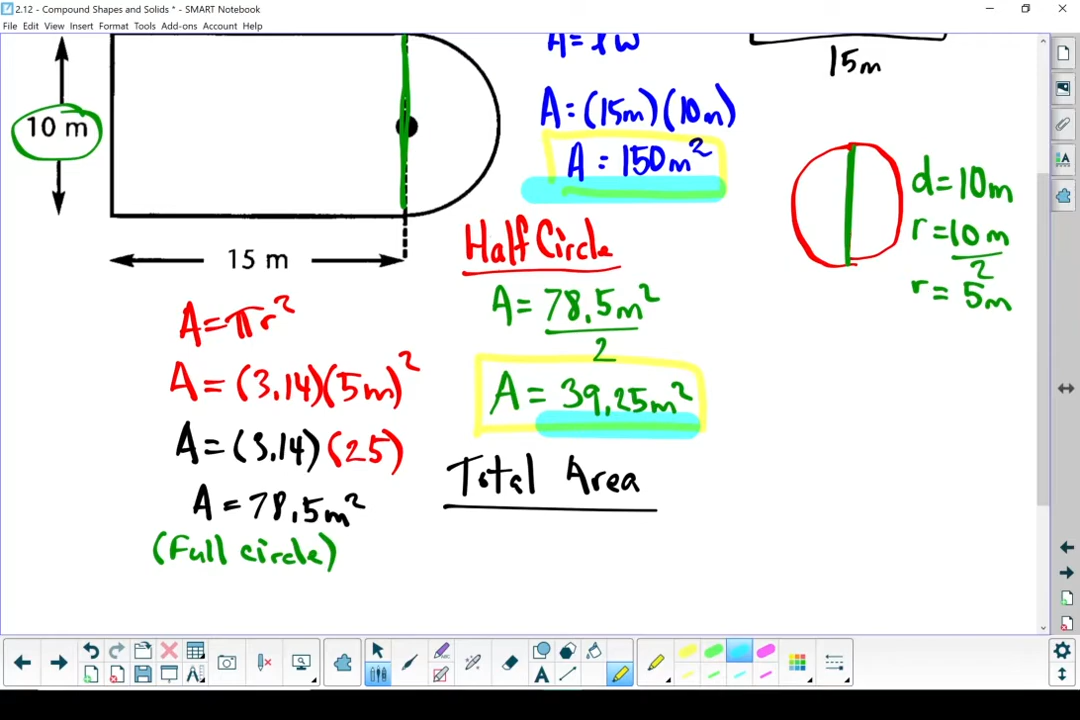 2.12 - Compound Shapes and Solids * - SMART Notebook
File Edit View Insert Format Tools Add-ons Account Help
A = l w
15m
10 m
A = (15m)(10m)
A = 150m²
d = 10m
r = 10m
2
r = 5m
15 m
Half Circle
A = 78.5m²
2
A = 39.25m²
A = πr²
A = (3.14)(5m)²
A = (3.14)(25)
A = 78.5m²
(Full circle)
Total Area